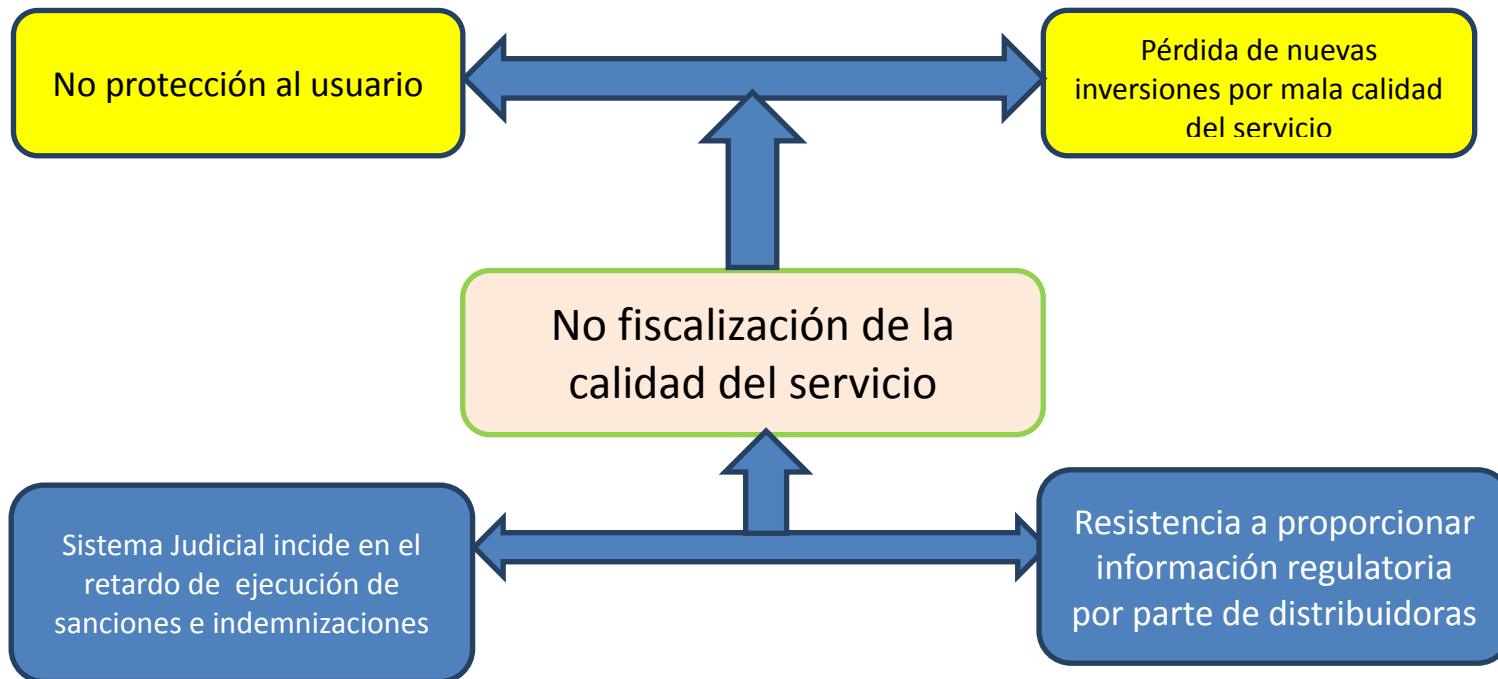 No protección al usuario
Pérdida de nuevas
inversiones por mala calidad
del servicio
No fiscalización de la
calidad del servicio
Sistema Judicial incide en el
retardo de  ejecución de
sanciones e indemnizaciones
Resistencia a proporcionar
información regulatoria
por parte de distribuidoras